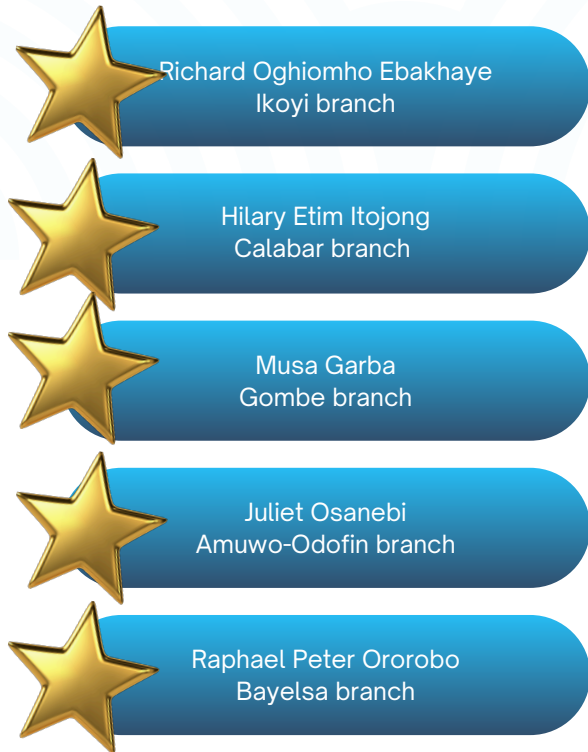 Richard Oghiomho Ebakhaye
Ikoyi branch
Hilary Etim Itojong
Calabar branch
Musa Garba
Gombe branch
Juliet Osanebi
Amuwo-Odofin branch
Raphael Peter Ororobo
Bayelsa branch